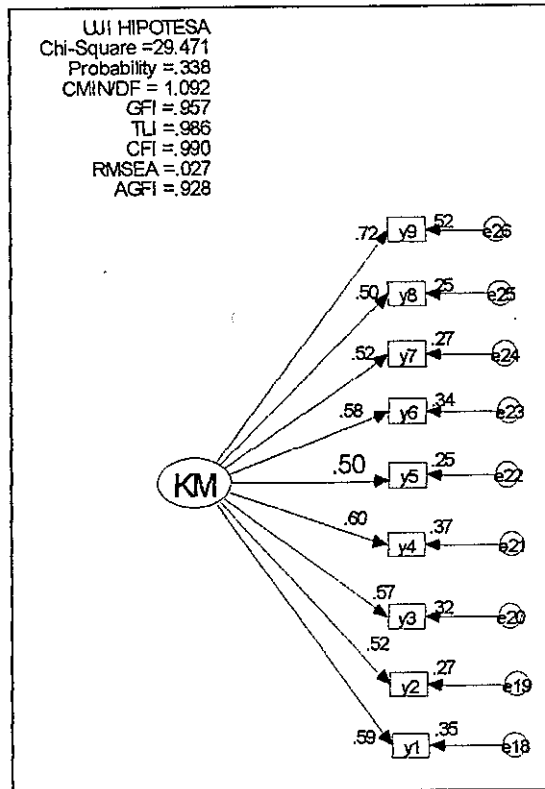 UJI HIPOTESA
Chi-Square =29.471
Probability =.338
CMIN/DF = 1.092
GFI =.957
TLI =.986
CFI =.990
RMSEA =.027
AGFI =.928
.72 y9 .52 e26
.50 y8 .25 e25
.52 y7 .27 e24
.58 y6 .34 e23
KM .50 y5 .25 e22
.60 y4 .37 e21
.57 y3 .32 e20
.52 y2 .27 e19
.59 y1 .35 e18